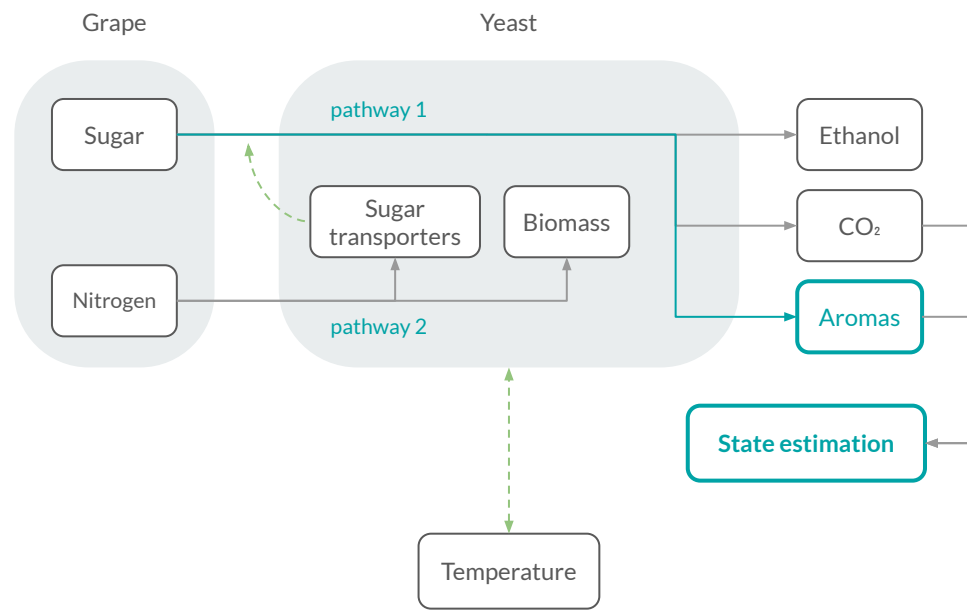 Grape
Yeast
pathway 1
Sugar
Ethanol
Sugar
transporters
Biomass
CO₂
Nitrogen
pathway 2
Aromas
State estimation
Temperature